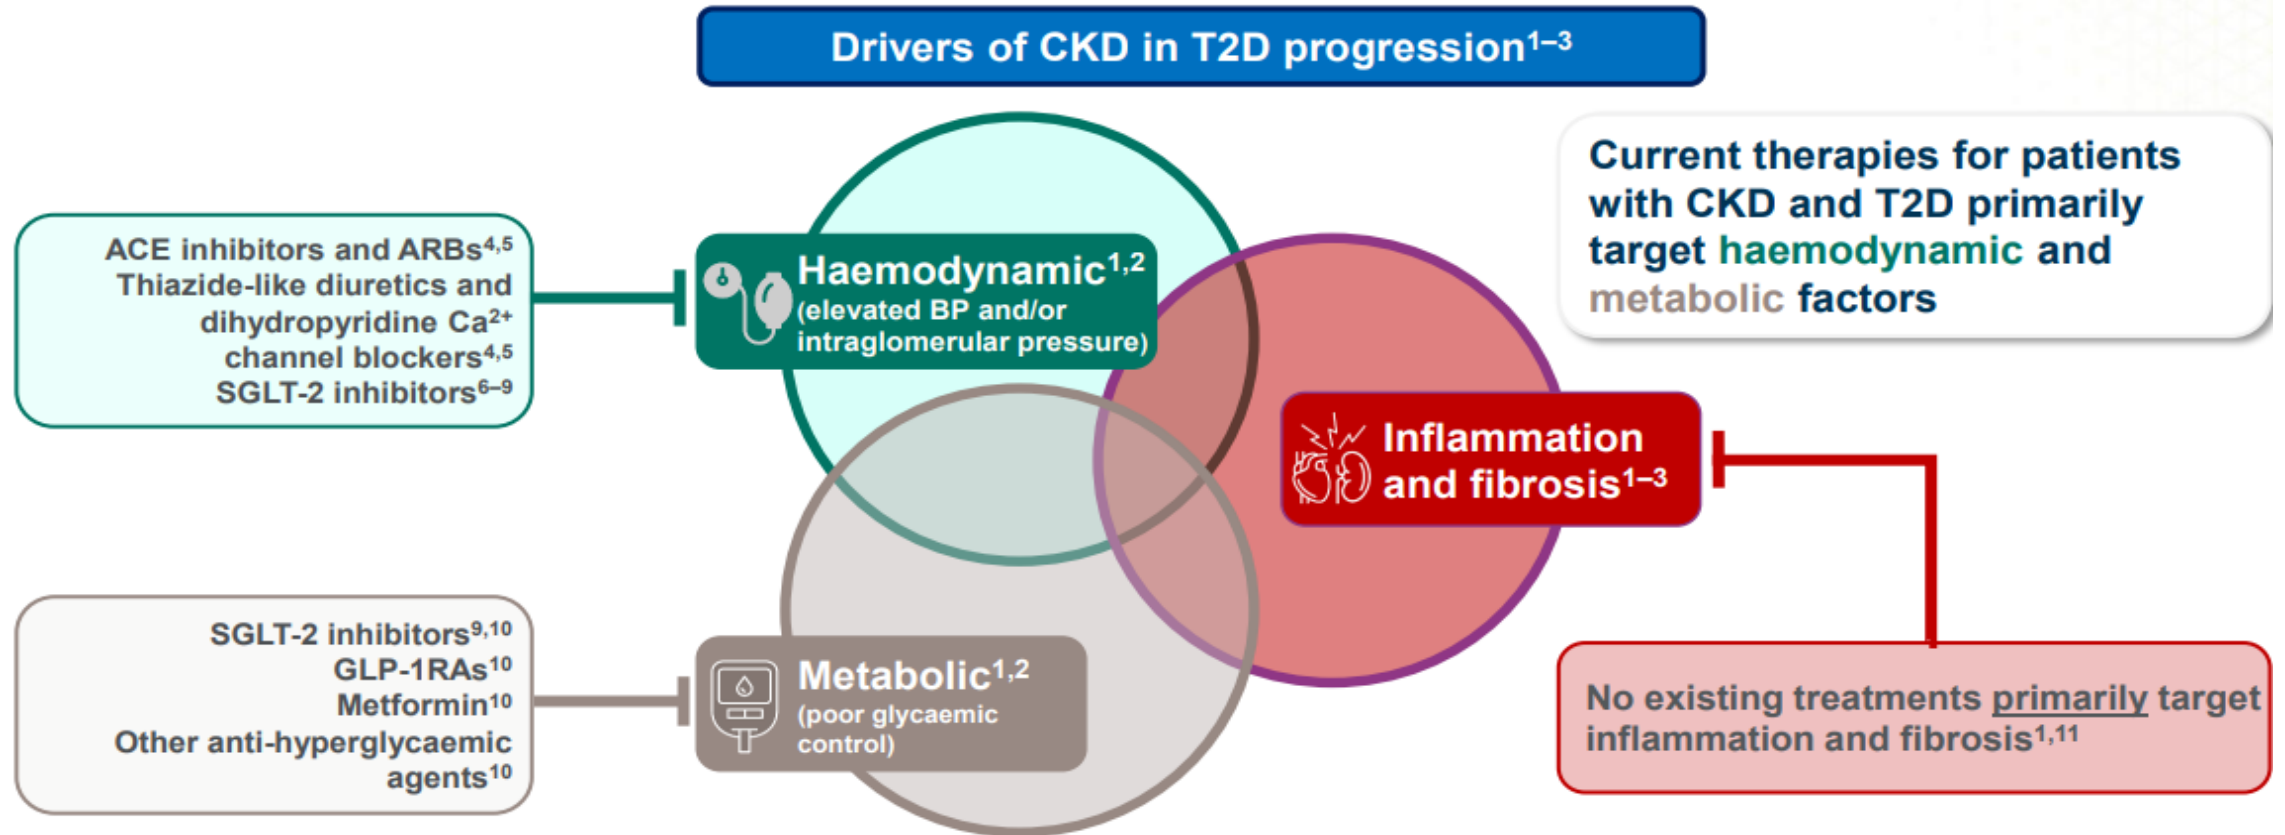 Drivers of CKD in T2D progression¹⁻³
Current therapies for patients
with CKD and T2D primarily
target haemodynamic and
metabolic factors
ACE inhibitors and ARBs⁴,⁵
Thiazide-like diuretics and
dihydropyridine Ca²⁺
channel blockers⁴,⁵
SGLT-2 inhibitors⁶⁻⁹
Haemodynamic¹,²
(elevated BP and/or
intraglomerular pressure)
Inflammation
and fibrosis¹⁻³
SGLT-2 inhibitors⁹,¹⁰
GLP-1RAs¹⁰
Metformin¹⁰
Other anti-hyperglycaemic
agents¹⁰
Metabolic¹,²
(poor glycaemic
control)
No existing treatments primarily target
inflammation and fibrosis¹,¹¹